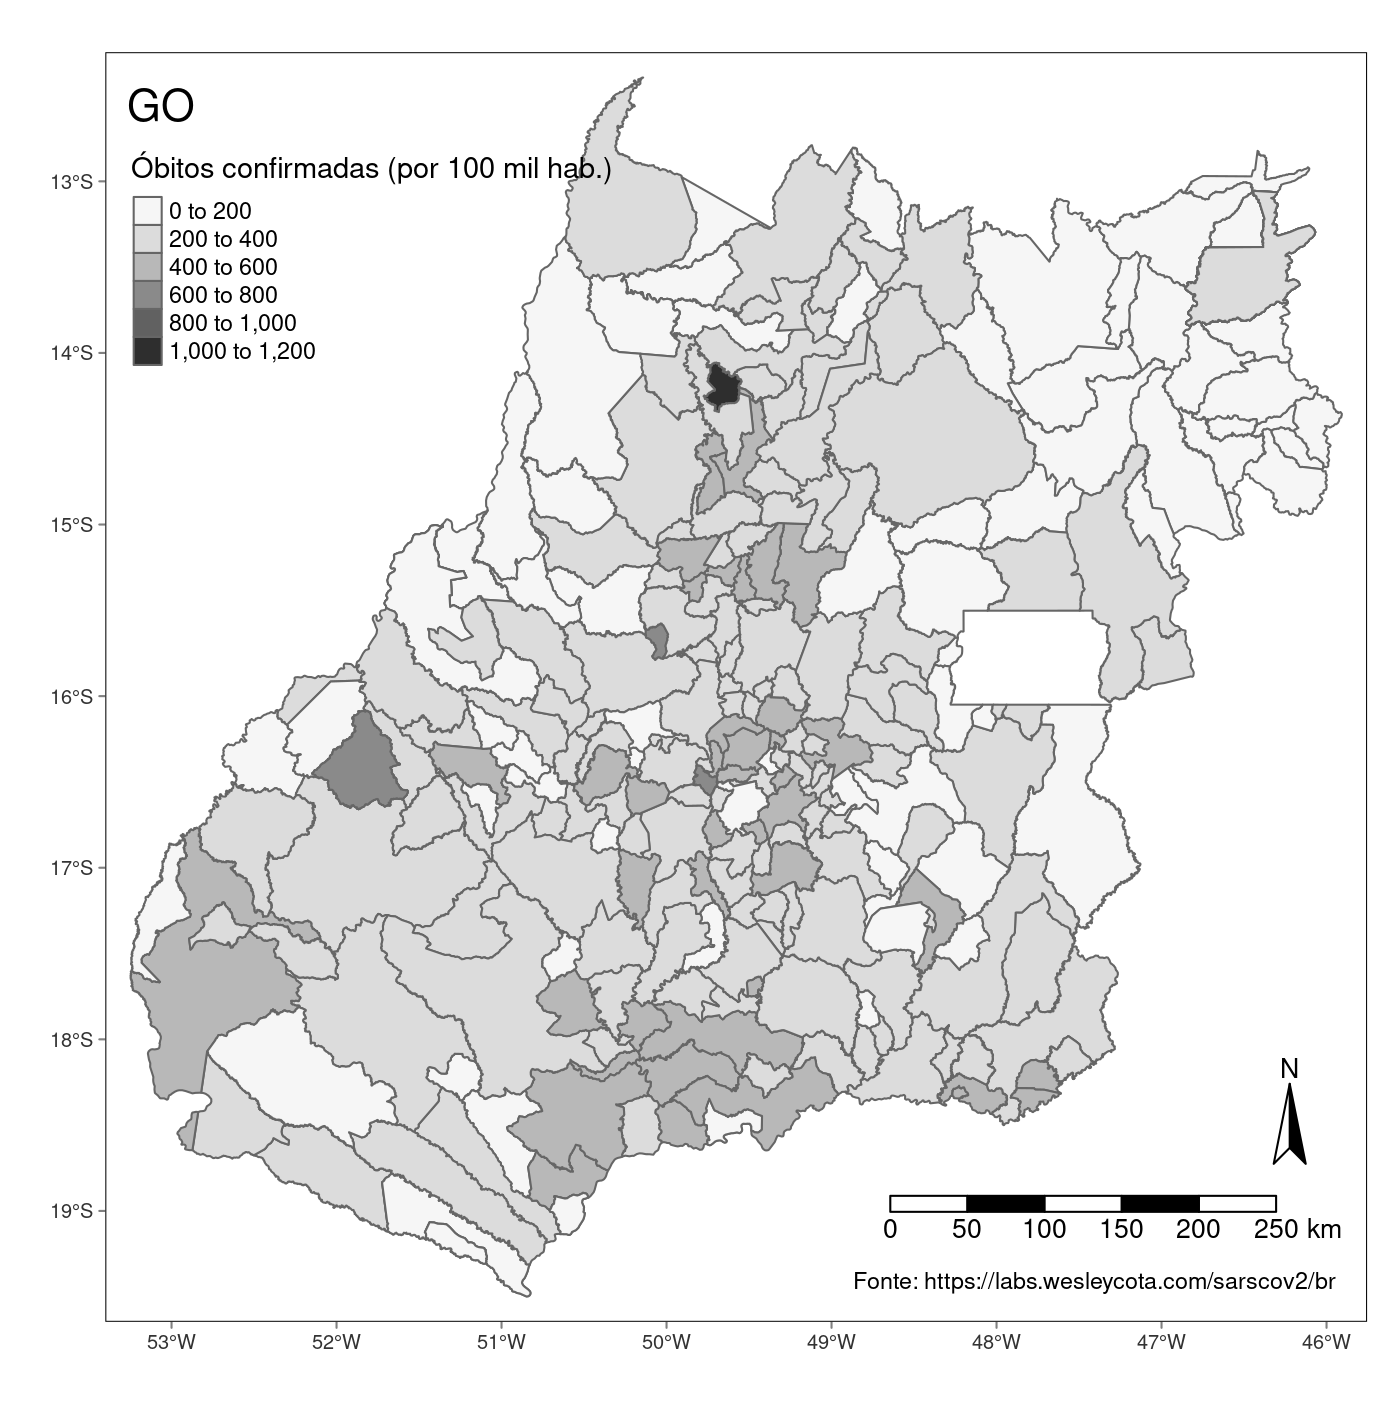 GO
Óbitos confirmadas (por 100 mil hab.)
0 to 200
200 to 400
400 to 600
600 to 800
800 to 1,000
1,000 to 1,200
13°S
14°S
15°S
16°S
17°S
18°S
19°S
N
0 50 100 150 200 250 km
Fonte: https://labs.wesleycota.com/sarscov2/br
53°W 52°W 51°W 50°W 49°W 48°W 47°W 46°W